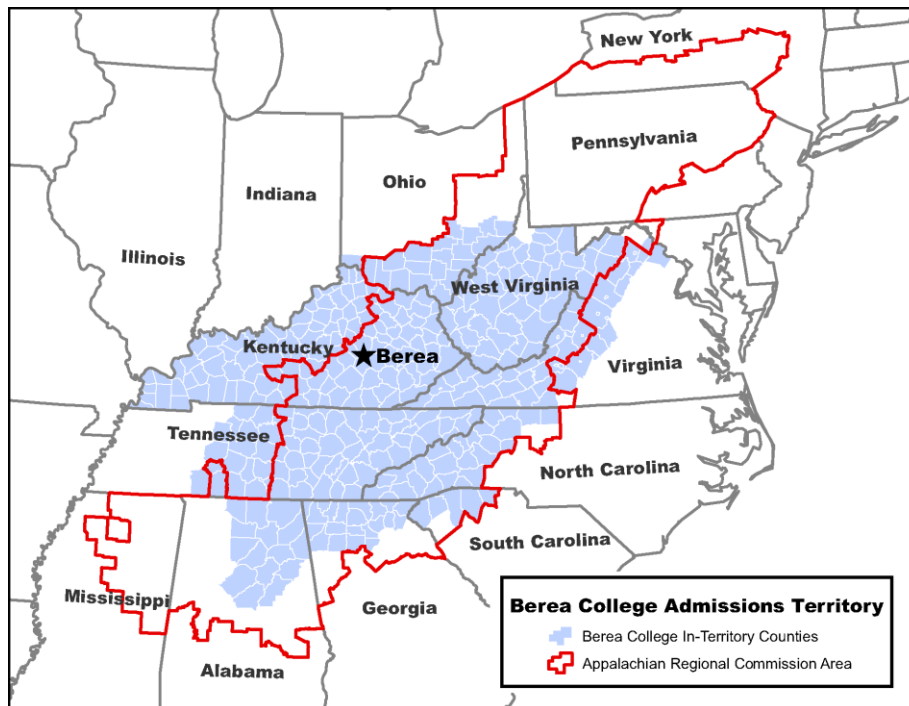 New York
Pennsylvania
Ohio
Indiana
Illinois
West Virginia
Kentucky
Berea
Virginia
Tennessee
North Carolina
South Carolina
Mississippi
Georgia
Alabama
Berea College Admissions Territory
Berea College In-Territory Counties
Appalachian Regional Commission Area